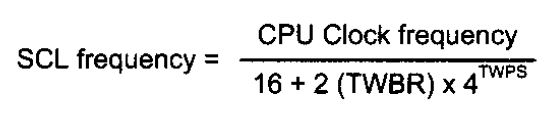 SCL frequency = CPU Clock frequency
16 + 2 (TWBR) x 4^TWPS